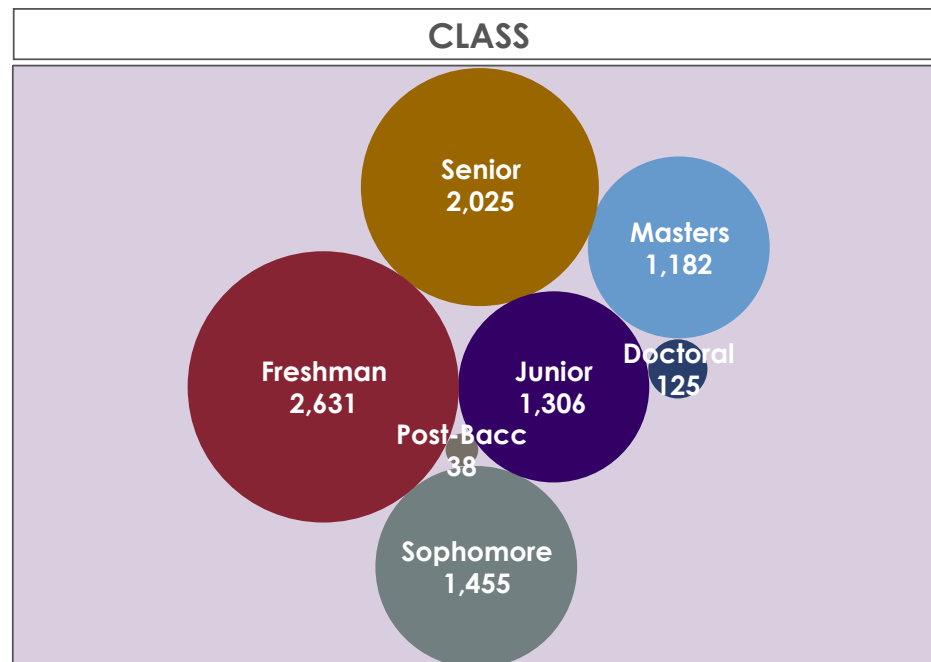 CLASS
Senior
2,025
Masters
1,182
Freshman
2,631
Junior
1,306
Doctoral
125
Post-Bacc
38
Sophomore
1,455